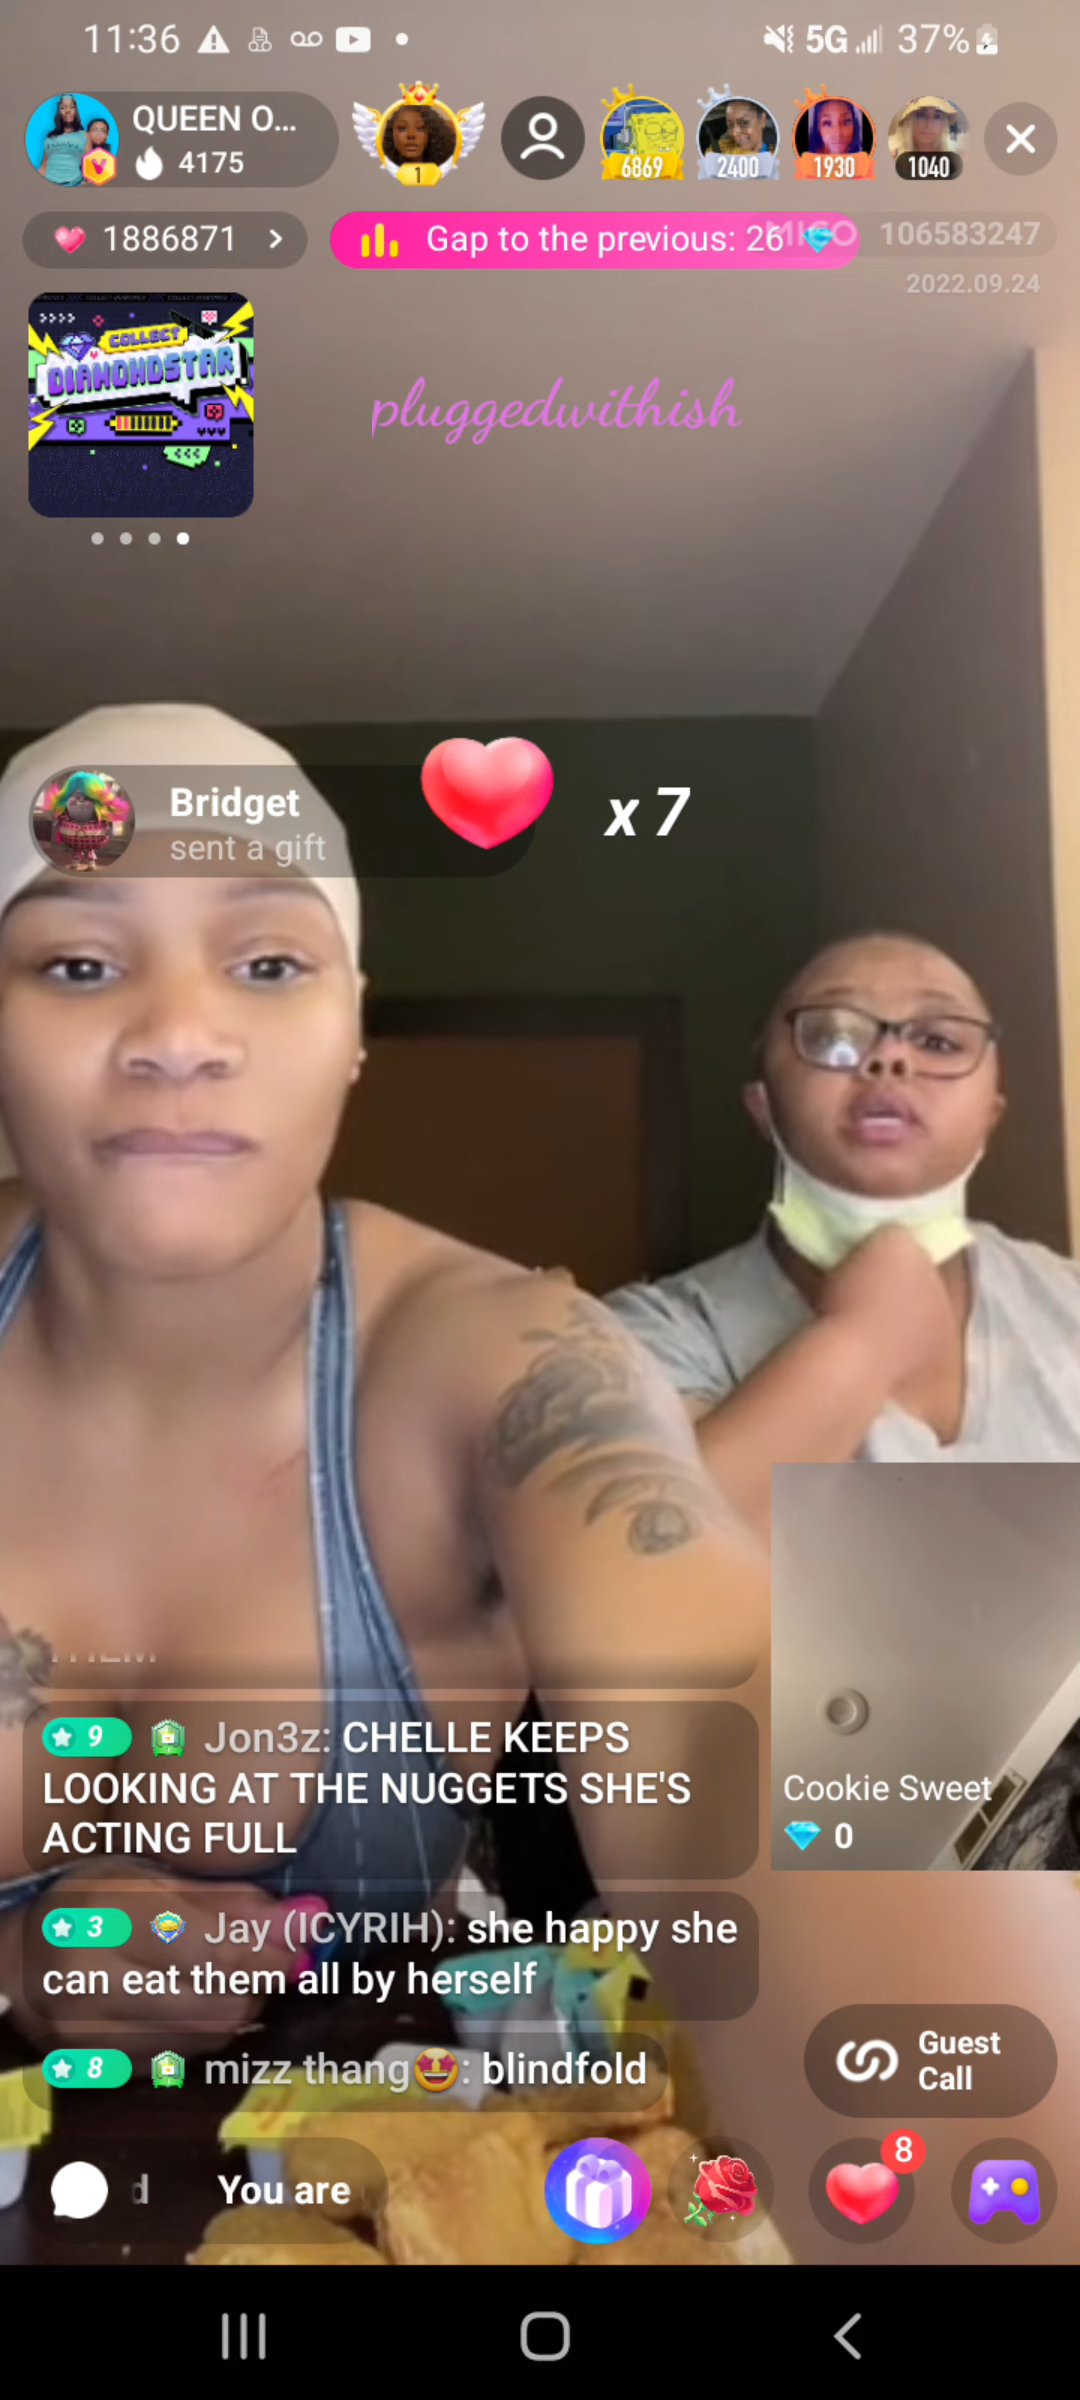 11:36
5G 37%
QUEEN O...
4175
1
6869
2400
1930
1040
1886871
Gap to the previous: 26
MICO 106583247
2022.09.24
COLLECT
DIAMONDSTAR
pluggedwithish
Bridget
sent a gift
x 7
THEM
9 Jon3z: CHELLE KEEPS
LOOKING AT THE NUGGETS SHE'S
ACTING FULL
Cookie Sweet
0
3 Jay (ICYRIH): she happy she
can eat them all by herself
8 mizz thang🤩: blindfold
Guest
Call
d You are
8